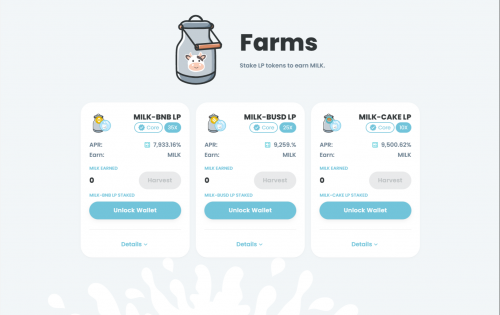 Farms
Stake LP tokens to earn MILK.
MILK-BNB LP
Core 36X
APR: 7,933.16%
Earn: MILK
MILK EARNED
0 Harvest
MILK-BNB LP STAKED
Unlock Wallet
Details
MILK-BUSD LP
Core 25X
APR: 9,259.%
Earn: MILK
MILK EARNED
0 Harvest
MILK-BUSD LP STAKED
Unlock Wallet
Details
MILK-CAKE LP
Core 10X
APR: 9,500.62%
Earn: MILK
MILK EARNED
0 Harvest
MILK-CAKE LP STAKED
Unlock Wallet
Details